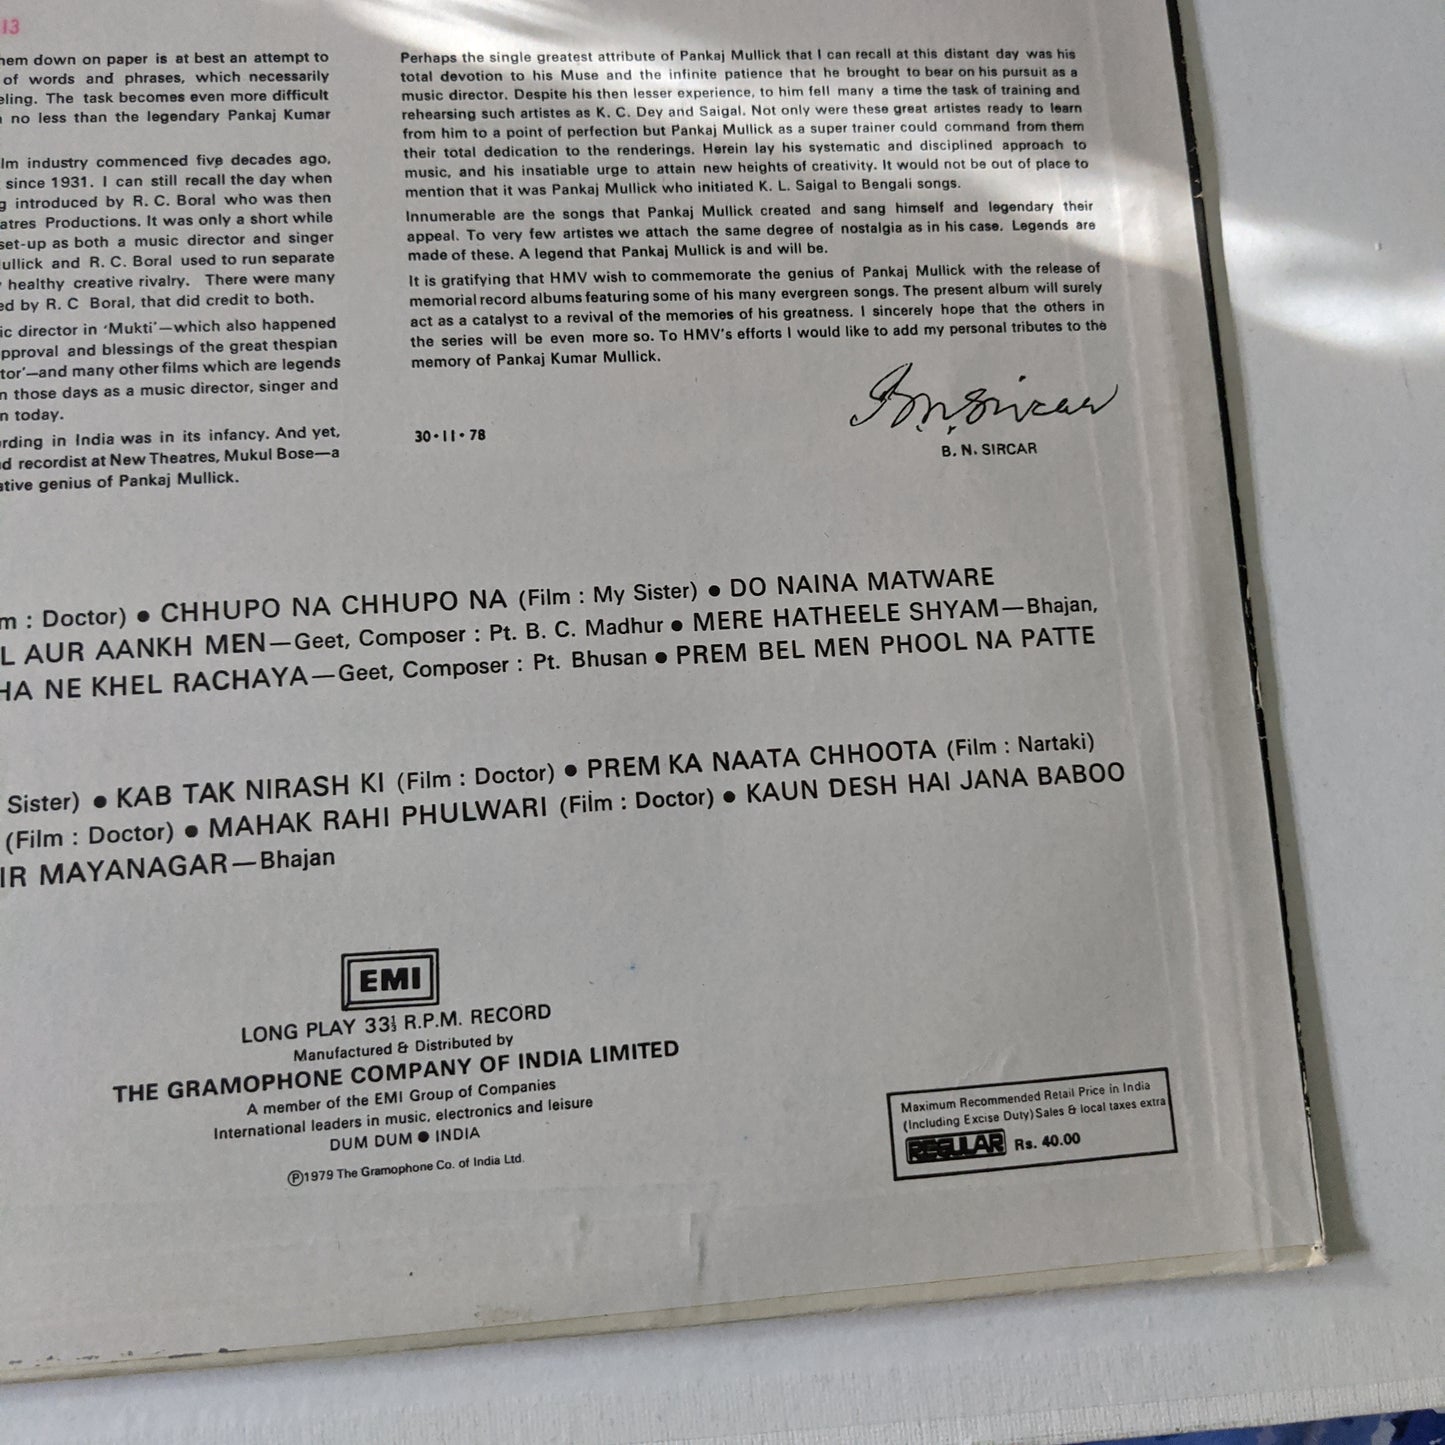 13
hem down on paper is at best an attempt to
of words and phrases, which necessarily
eling. The task becomes even more difficult
no less than the legendary Pankaj Kumar
lm industry commenced five decades ago,
since 1931. I can still recall the day when
g introduced by R. C. Boral who was then
atres Productions. It was only a short while
set-up as both a music director and singer
ullick and R. C. Boral used to run separate
healthy creative rivalry. There were many
ed by R. C Boral, that did credit to both.
ic director in ‘Mukti’—which also happened
pproval and blessings of the great thespian
tor’—and many other films which are legends
n those days as a music director, singer and
n today.
rding in India was in its infancy. And yet,
d recordist at New Theatres, Mukul Bose—a
ative genius of Pankaj Mullick.
Perhaps the single greatest attribute of Pankaj Mullick that I can recall at this distant day was his
total devotion to his Muse and the infinite patience that he brought to bear on his pursuit as a
music director. Despite his then lesser experience, to him fell many a time the task of training and
rehearsing such artistes as K. C. Dey and Saigal. Not only were these great artistes ready to learn
from him to a point of perfection but Pankaj Mullick as a super trainer could command from them
their total dedication to the renderings. Herein lay his systematic and disciplined approach to
music, and his insatiable urge to attain new heights of creativity. It would not be out of place to
mention that it was Pankaj Mullick who initiated K. L. Saigal to Bengali songs.
Innumerable are the songs that Pankaj Mullick created and sang himself and legendary their
appeal. To very few artistes we attach the same degree of nostalgia as in his case. Legends are
made of these. A legend that Pankaj Mullick is and will be.
It is gratifying that HMV wish to commemorate the genius of Pankaj Mullick with the release of
memorial record albums featuring some of his many evergreen songs. The present album will surely
act as a catalyst to a revival of the memories of his greatness. I sincerely hope that the others in
the series will be even more so. To HMV's efforts I would like to add my personal tributes to the
memory of Pankaj Kumar Mullick.
B.N. Sircar
30·11·78
B. N. SIRCAR
m : Doctor) ● CHHUPO NA CHHUPO NA (Film : My Sister) ● DO NAINA MATWARE
L AUR AANKH MEN—Geet, Composer : Pt. B. C. Madhur ● MERE HATHEELE SHYAM—Bhajan,
HA NE KHEL RACHAYA—Geet, Composer : Pt. Bhusan ● PREM BEL MEN PHOOL NA PATTE
Sister) ● KAB TAK NIRASH KI (Film : Doctor) ● PREM KA NAATA CHHOOTA (Film : Nartaki)
(Film : Doctor) ● MAHAK RAHI PHULWARI (Film : Doctor) ● KAUN DESH HAI JANA BABOO
IR MAYANAGAR—Bhajan
EMI
LONG PLAY 33⅓ R.P.M. RECORD
Manufactured & Distributed by
THE GRAMOPHONE COMPANY OF INDIA LIMITED
A member of the EMI Group of Companies
International leaders in music, electronics and leisure
DUM DUM ● INDIA
℗1979 The Gramophone Co. of India Ltd.
Maximum Recommended Retail Price in India
(Including Excise Duty) Sales & local taxes extra
REGULAR Rs. 40.00